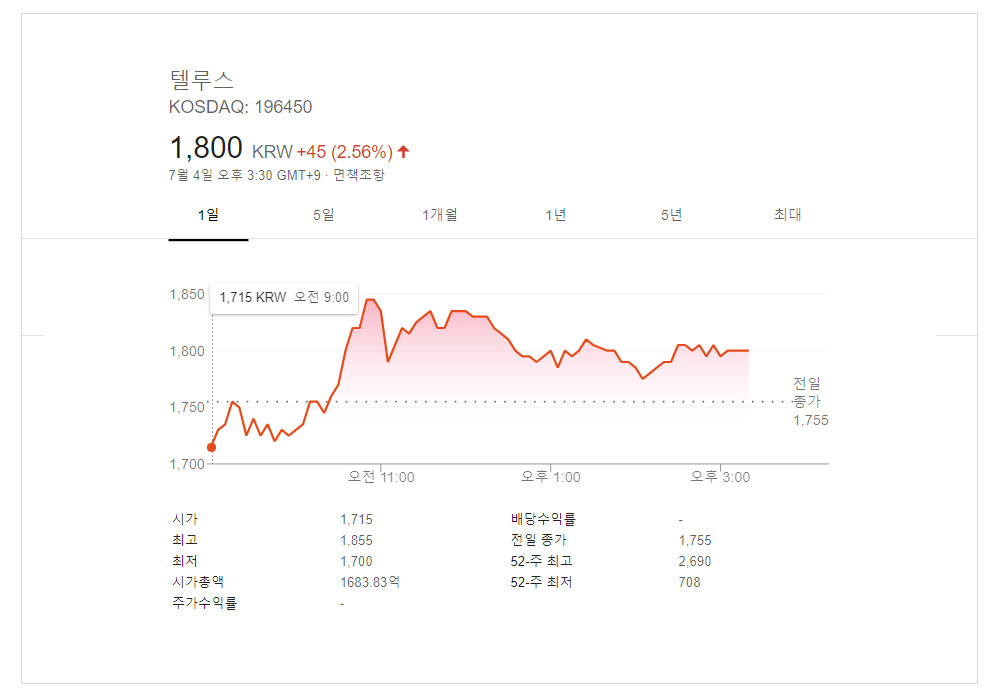 텔루스
KOSDAQ: 196450
1,800 KRW +45 (2.56%)
7월 4일 오후 3:30 GMT+9 · 면책조항
1일 5일 1개월 1년 5년 최대
1,850
1,715 KRW 오전 9:00
1,800
1,750
1,700
전일
종가
1,755
오전 11:00 오후 1:00 오후 3:00
시가 1,715 배당수익률 -
최고 1,855 전일 종가 1,755
최저 1,700 52-주 최고 2,690
시가총액 1683.83억 52-주 최저 708
주가수익률 -